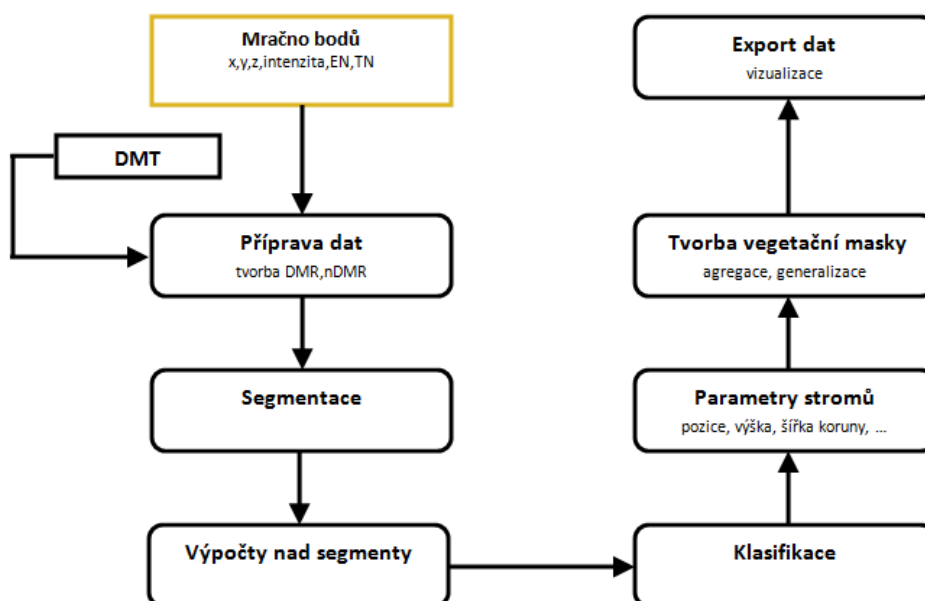 Mračno bodů
x,y,z,intenzita,EN,TN
DMT
Příprava dat
tvorba DMR,nDMR
Segmentace
Výpočty nad segmenty
Klasifikace
Parametry stromů
pozice, výška, šířka koruny, ...
Tvorba vegetační masky
agregace, generalizace
Export dat
vizualizace